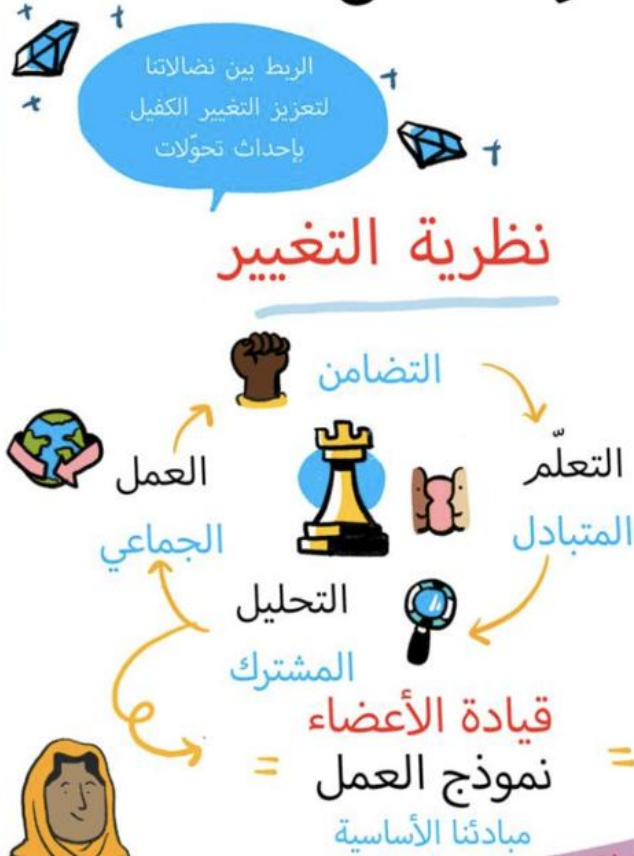 الربط بين نضالاتنا
لتعزيز التغيير الكفيل
بإحداث تحوّلات
نظرية التغيير
التضامن
التعلّم
المتبادل
التحليل
المشترك
العمل
الجماعي
قيادة الأعضاء
=
نموذج العمل
=
مبادئنا الأساسية